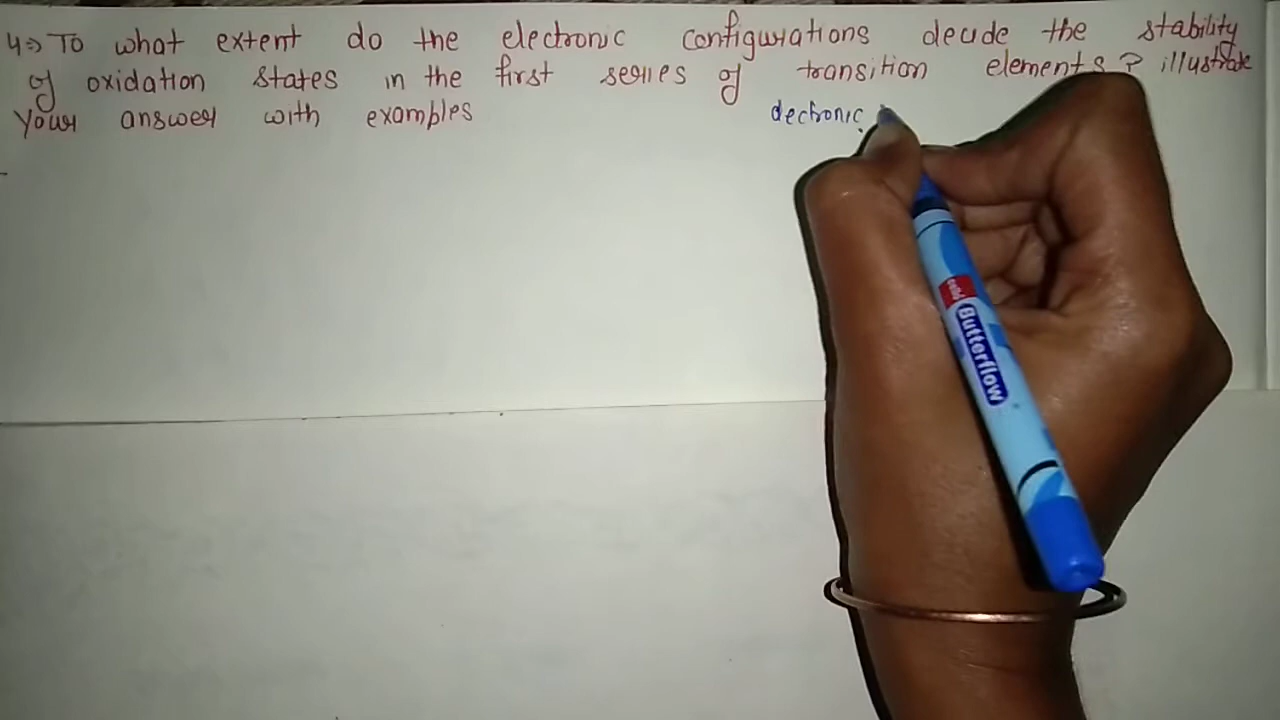 4⇒ To what extent do the electronic configurations decide the stability
of oxidation states in the first series of transition elements? illustrate
Your answer with examples
electronic
cello
Butterflow